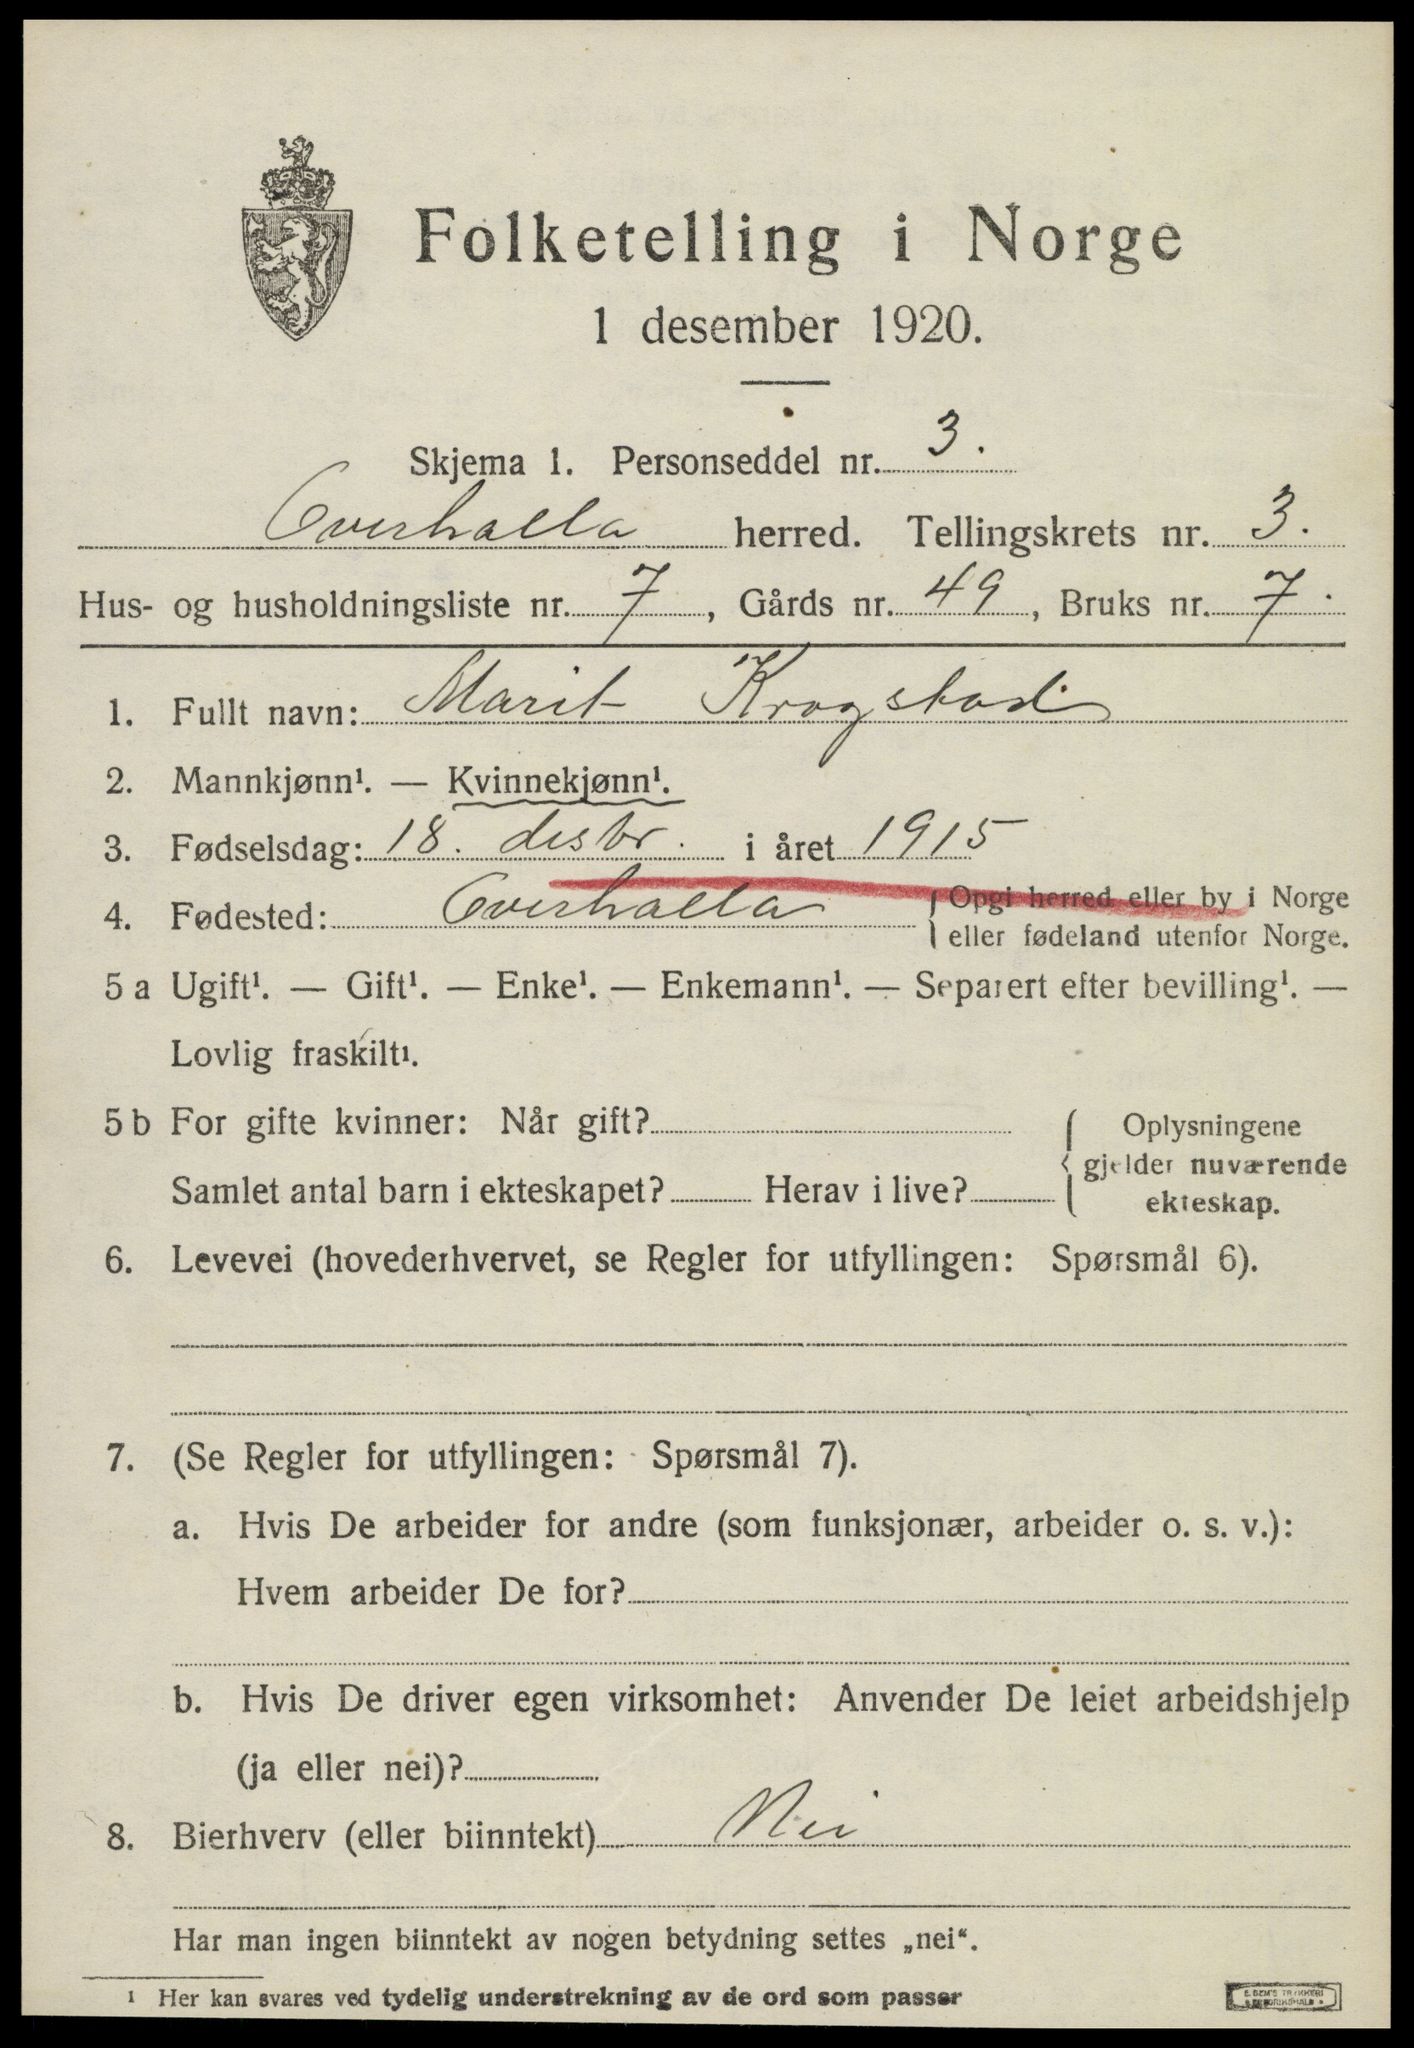 Folketelling i Norge
1 desember 1920.
Skjema 1. Personseddel nr. 3.
Overhalla herred. Tellingskrets nr. 3.
Hus- og husholdningsliste nr. 7, Gårds nr. 49, Bruks nr. 7.
1. Fullt navn: Marit Krogstad
2. Mannkjønn¹. — Kvinnekjønn¹.
3. Fødselsdag: 18. desbr. i året 1915
4. Fødested: Overhalla { Opgi herred eller by i Norge
eller fødeland utenfor Norge.
5 a Ugift¹. — Gift¹. — Enke¹. — Enkemann¹. — Separert efter bevilling¹. —
Lovlig fraskilt¹.
5 b For gifte kvinner: Når gift?
Samlet antal barn i ekteskapet? Herav i live?
{ Oplysningene
gjelder nuværende
ekteskap.
6. Levevei (hovederhvervet, se Regler for utfyllingen: Spørsmål 6).
7. (Se Regler for utfyllingen: Spørsmål 7).
a. Hvis De arbeider for andre (som funksjonær, arbeider o. s. v.):
Hvem arbeider De for?
b. Hvis De driver egen virksomhet: Anvender De leiet arbeidshjelp
(ja eller nei)?
8. Bierhverv (eller biinntekt) Nei
Har man ingen biinntekt av nogen betydning settes „nei“.
¹ Her kan svares ved tydelig understrekning av de ord som passer
E. SEM'S TRYKKERI
FREDRIKSHALD